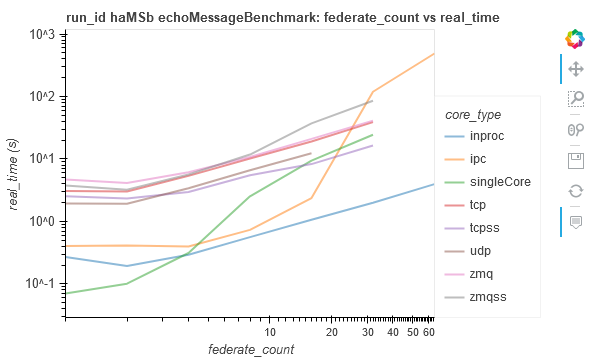 run_id haMSb echoMessageBenchmark: federate_count vs real_time
10^3
10^2
10^1
10^0
10^-1
real_time (s)
10
20
30
40
50
60
federate_count
core_type
inproc
ipc
singleCore
tcp
tcpss
udp
zmq
zmqss